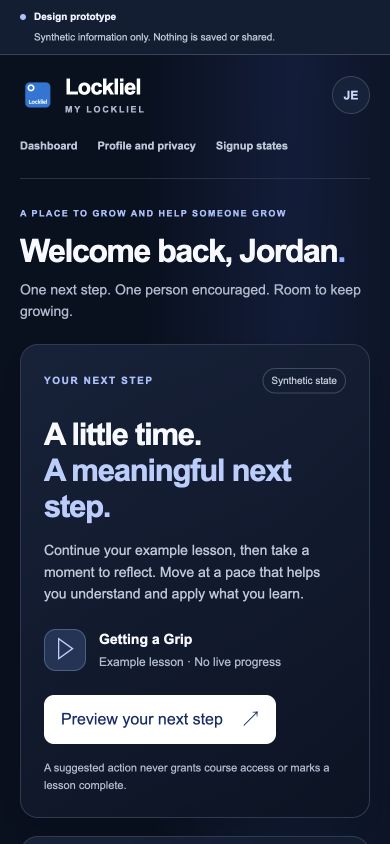 Design prototype
Synthetic information only. Nothing is saved or shared.
Lockliel
Lockliel
MY LOCKLIEL
JE
Dashboard Profile and privacy Signup states
A PLACE TO GROW AND HELP SOMEONE GROW
Welcome back, Jordan.
One next step. One person encouraged. Room to keep
growing.
YOUR NEXT STEP
Synthetic state
A little time.
A meaningful next
step.
Continue your example lesson, then take a
moment to reflect. Move at a pace that helps
you understand and apply what you learn.
Getting a Grip
Example lesson · No live progress
Preview your next step
A suggested action never grants course access or marks a
lesson complete.